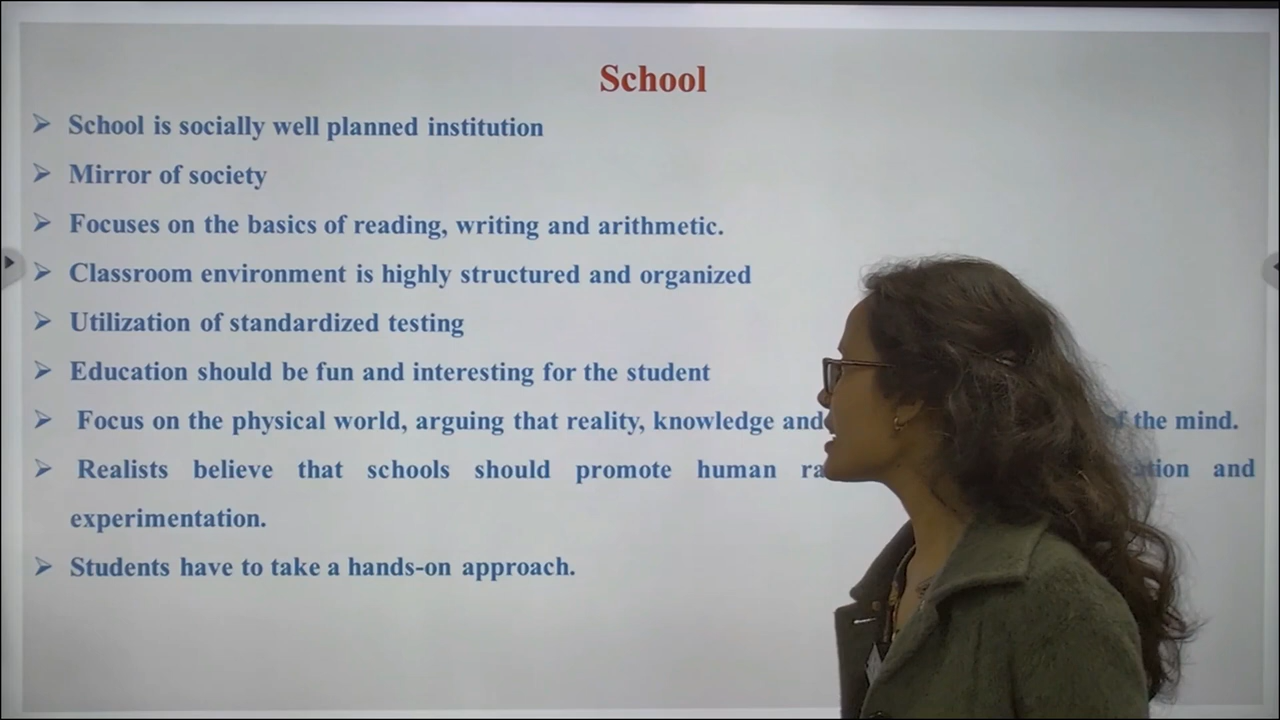 School
School is socially well planned institution
Mirror of society
Focuses on the basics of reading, writing and arithmetic.
Classroom environment is highly structured and organized
Utilization of standardized testing
Education should be fun and interesting for the student
Focus on the physical world, arguing that reality, knowledge and the mind.
Realists believe that schools should promote human and
experimentation.
Students have to take a hands-on approach.